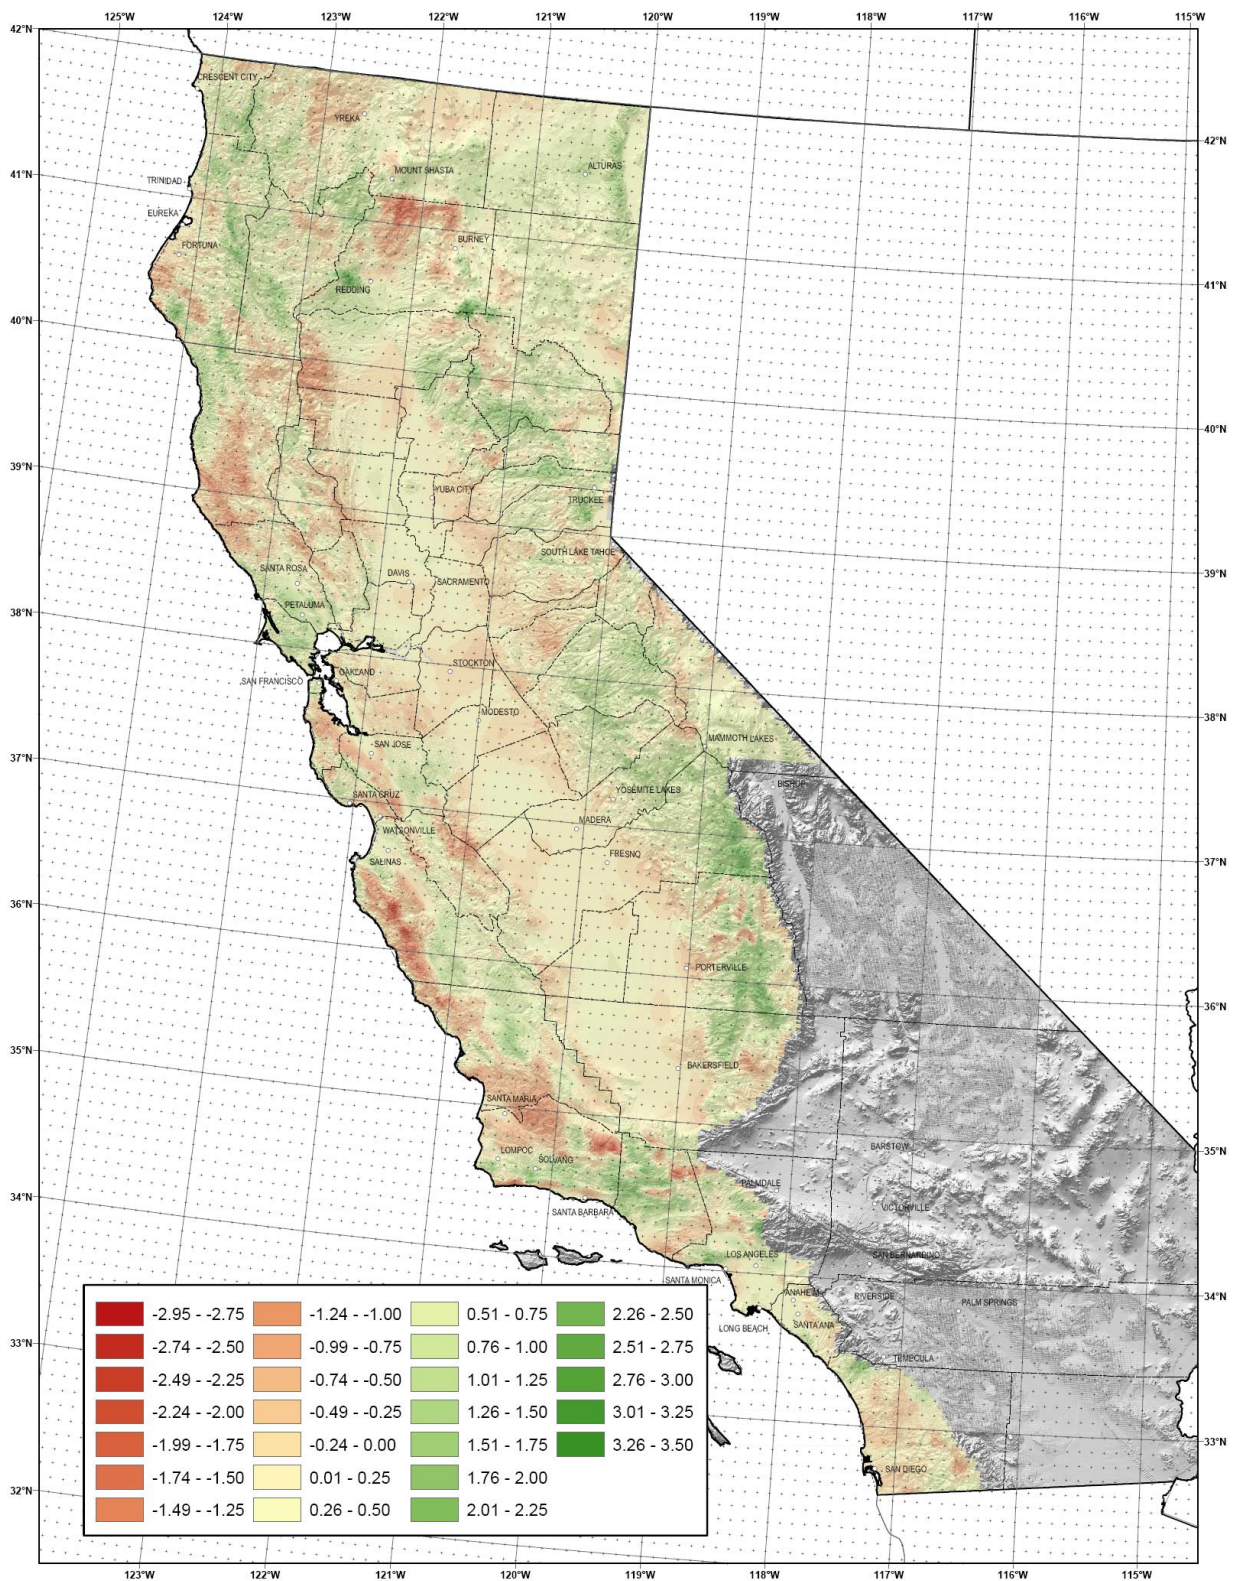 125°W 124°W 123°W 122°W 121°W 120°W 119°W 118°W 117°W 116°W 115°W
42°N
CRESCENT CITY
YREKA
42°N
ALTURAS
MOUNT SHASTA
41°N
TRINIDAD
EUREKA
BURNEY
FORTUNA
41°N
REDDING
40°N
40°N
39°N
YUBA CITY
TRUCKEE
SOUTH LAKE TAHOE
SANTA ROSA
DAVIS
39°N
SACRAMENTO
PETALUMA
38°N
STOCKTON
OAKLAND
SAN FRANCISCO
MODESTO
38°N
MAMMOTH LAKES
SAN JOSE
37°N
BISHOP
YOSEMITE LAKES
SANTA CRUZ
MADERA
WATSONVILLE
FRESNO
SALINAS
37°N
36°N
PORTERVILLE
36°N
35°N
BAKERSFIELD
SANTA MARIA
BARSTOW
LOMPOC
35°N
SOLVANG
PALMDALE
34°N
VICTORVILLE
SANTA BARBARA
LOS ANGELES
SAN BERNARDINO
SANTA MONICA
ANAHEIM
RIVERSIDE
34°N
PALM SPRINGS
SANTA ANA
LONG BEACH
33°N
TEMECULA
33°N
SAN DIEGO
32°N
-2.95 - -2.75
-2.74 - -2.50
-2.49 - -2.25
-2.24 - -2.00
-1.99 - -1.75
-1.74 - -1.50
-1.49 - -1.25
-1.24 - -1.00
-0.99 - -0.75
-0.74 - -0.50
-0.49 - -0.25
-0.24 - 0.00
0.01 - 0.25
0.26 - 0.50
0.51 - 0.75
0.76 - 1.00
1.01 - 1.25
1.26 - 1.50
1.51 - 1.75
1.76 - 2.00
2.01 - 2.25
2.26 - 2.50
2.51 - 2.75
2.76 - 3.00
3.01 - 3.25
3.26 - 3.50
123°W 122°W 121°W 120°W 119°W 118°W 117°W 116°W 115°W